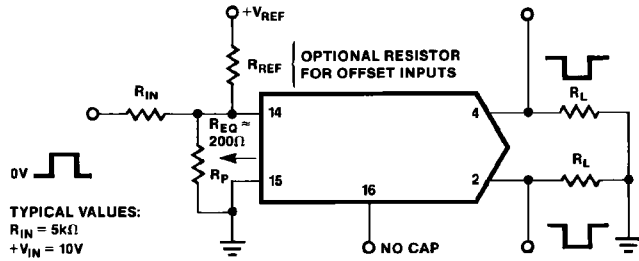 +VREF
RREF
OPTIONAL RESISTOR
FOR OFFSET INPUTS
RIN
14
4
RL
REQ ≈
200Ω
0V
RP
15
16
2
RL
TYPICAL VALUES:
RIN = 5kΩ
+VIN = 10V
NO CAP